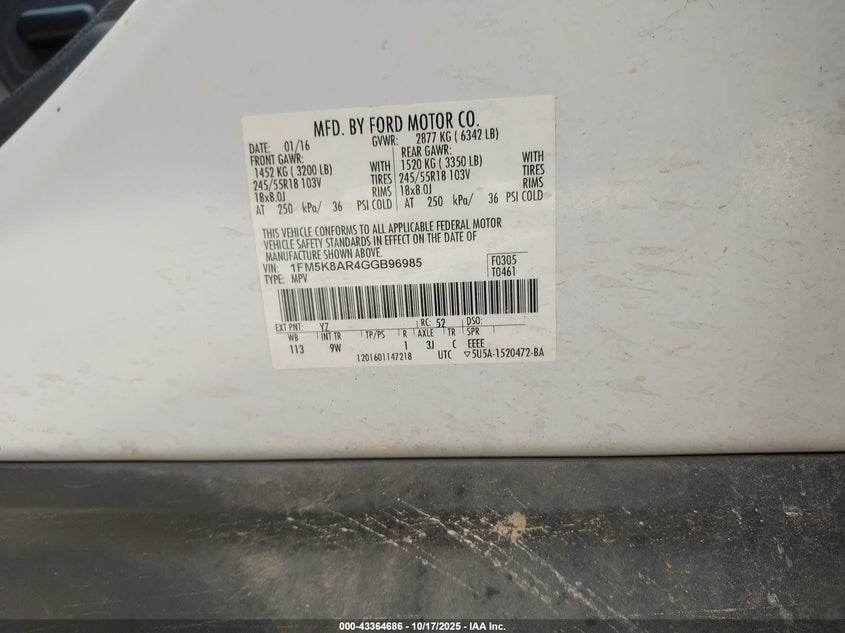 MFD. BY FORD MOTOR CO.
DATE: 01/16 GVWR: 2877 KG ( 6342 LB)
FRONT GAWR: REAR GAWR:
1452 KG ( 3200 LB) WITH 1520 KG ( 3350 LB) WITH
245/55R18 103V TIRES 245/55R18 103V TIRES
18x8.0J RIMS 18x8.0J RIMS
AT 250 kPa/ 36 PSI COLD AT 250 kPa/ 36 PSI COLD
THIS VEHICLE CONFORMS TO ALL APPLICABLE FEDERAL MOTOR
VEHICLE SAFETY STANDARDS IN EFFECT ON THE DATE OF
MANUFACTURE SHOWN ABOVE.
VIN: 1FM5K8AR4GGB96985 F0305
TYPE: MPV T0461
EXT PNT: YZ RC: 52 DSO:
WB INT TR TP/PS R AXLE TR SPR
113 9W 1 3J C EEEE
1201601147218 UTC ▽5U5A-1520472-BA
000-43364686 - 10/17/2025 - IAA Inc.